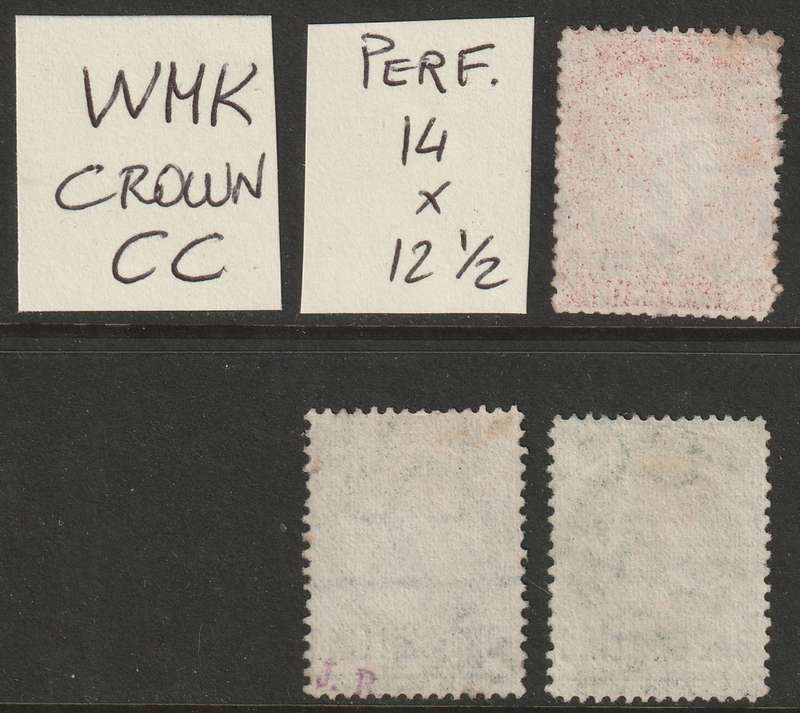 WMK
CROWN
CC
PERF.
14
x
12 1/2
J. R